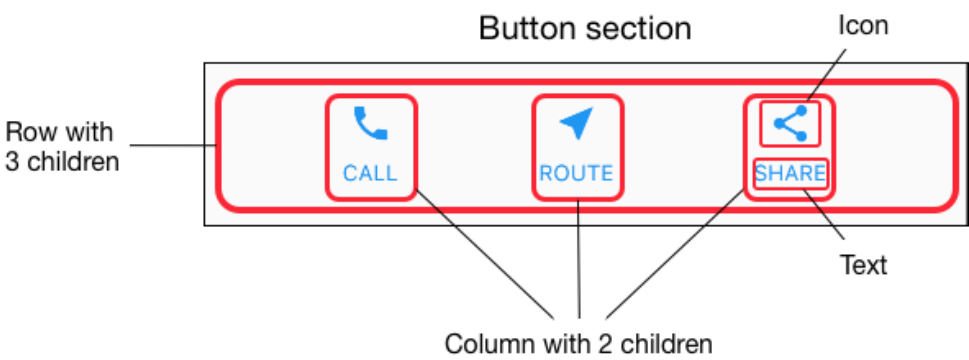 Button section
Icon
Row with
3 children
CALL
ROUTE
SHARE
Text
Column with 2 children